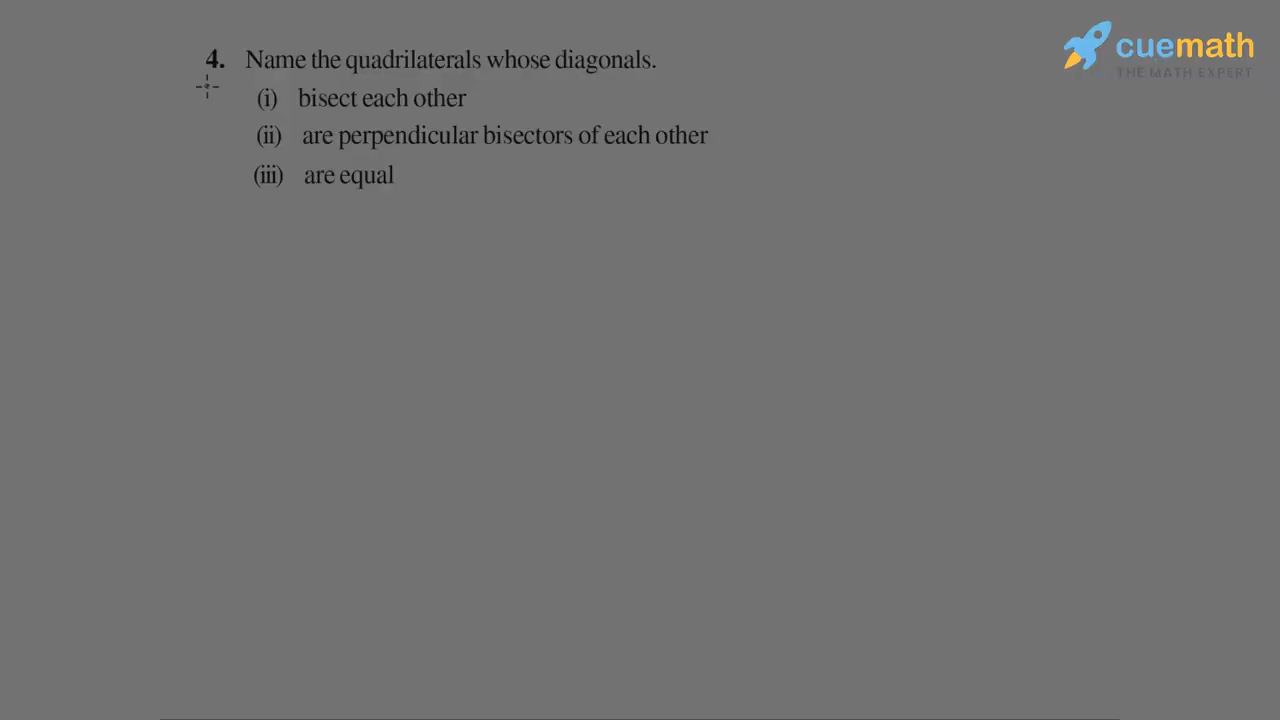 cuemath
THE MATH EXPERT
4. Name the quadrilaterals whose diagonals.
(i) bisect each other
(ii) are perpendicular bisectors of each other
(iii) are equal